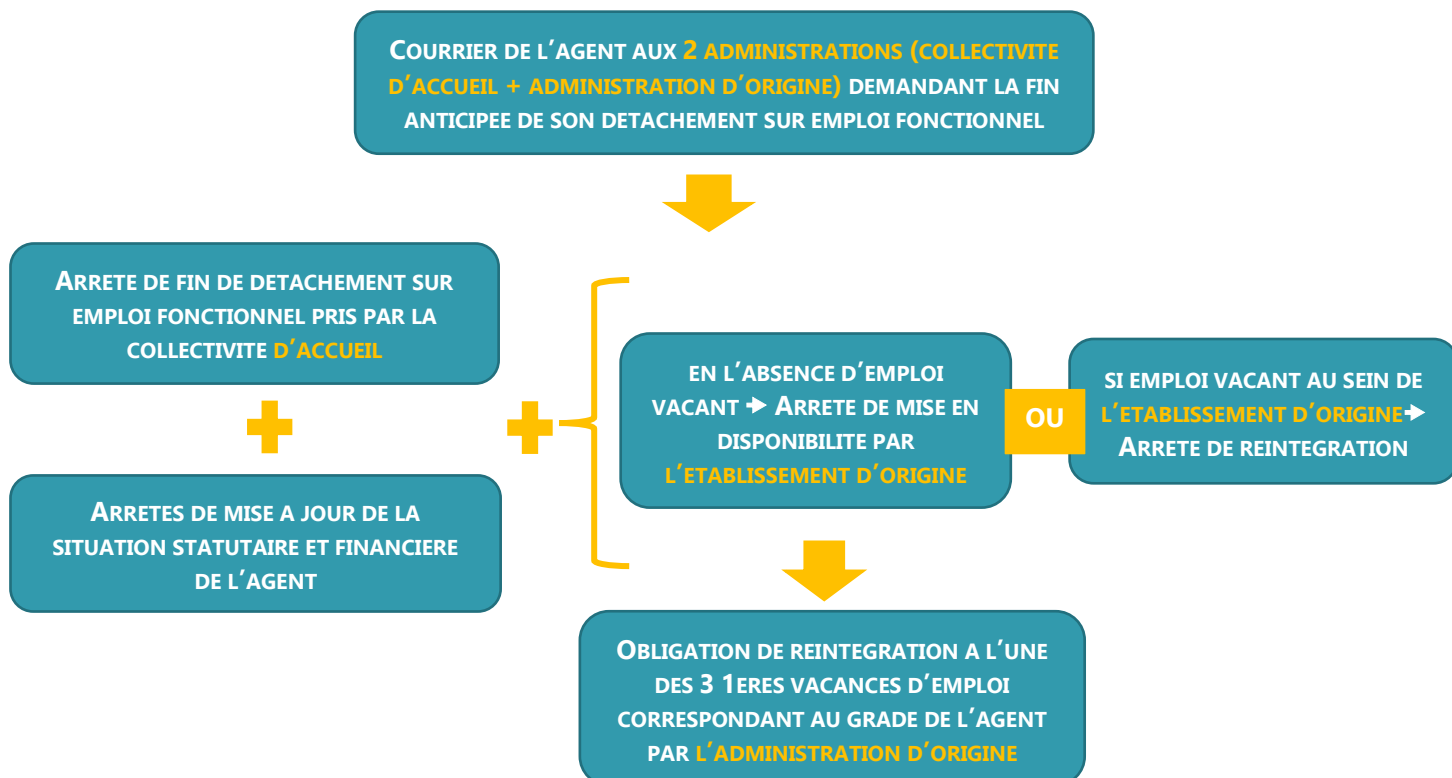 COURRIER DE L'AGENT AUX 2 ADMINISTRATIONS (COLLECTIVITE
D'ACCUEIL + ADMINISTRATION D'ORIGINE) DEMANDANT LA FIN
ANTICIPEE DE SON DETACHEMENT SUR EMPLOI FONCTIONNEL
ARRETE DE FIN DE DETACHEMENT SUR
EMPLOI FONCTIONNEL PRIS PAR LA
COLLECTIVITE D'ACCUEIL
ARRETES DE MISE A JOUR DE LA
SITUATION STATUTAIRE ET FINANCIERE
DE L'AGENT
EN L'ABSENCE D'EMPLOI
VACANT ➔ ARRETE DE MISE EN
DISPONIBILITE PAR
L'ETABLISSEMENT D'ORIGINE
OU
SI EMPLOI VACANT AU SEIN DE
L'ETABLISSEMENT D'ORIGINE➔
ARRETE DE REINTEGRATION
OBLIGATION DE REINTEGRATION A L'UNE
DES 3 1ERES VACANCES D'EMPLOI
CORRESPONDANT AU GRADE DE L'AGENT
PAR L'ADMINISTRATION D'ORIGINE